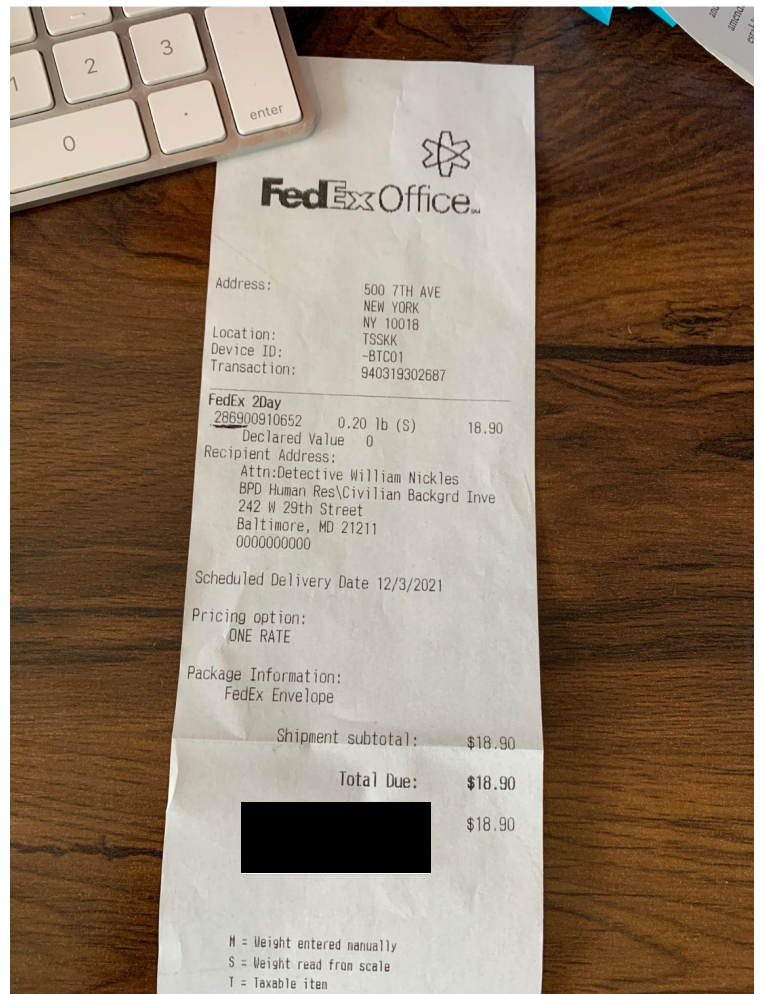 1
2
3
0
.
enter
FedEx Office
Address: 500 7TH AVE
NEW YORK
NY 10018
Location: TSSKK
Device ID: -BTC01
Transaction: 940319302687
FedEx 2Day
286900910652 0.20 lb (S) 18.90
Declared Value 0
Recipient Address:
Attn:Detective William Nickles
BPD Human Res\Civilian Backgrd Inve
242 W 29th Street
Baltimore, MD 21211
0000000000
Scheduled Delivery Date 12/3/2021
Pricing option:
ONE RATE
Package Information:
FedEx Envelope
Shipment subtotal: $18.90
Total Due: $18.90
$18.90
M = Weight entered manually
S = Weight read from scale
T = Taxable item